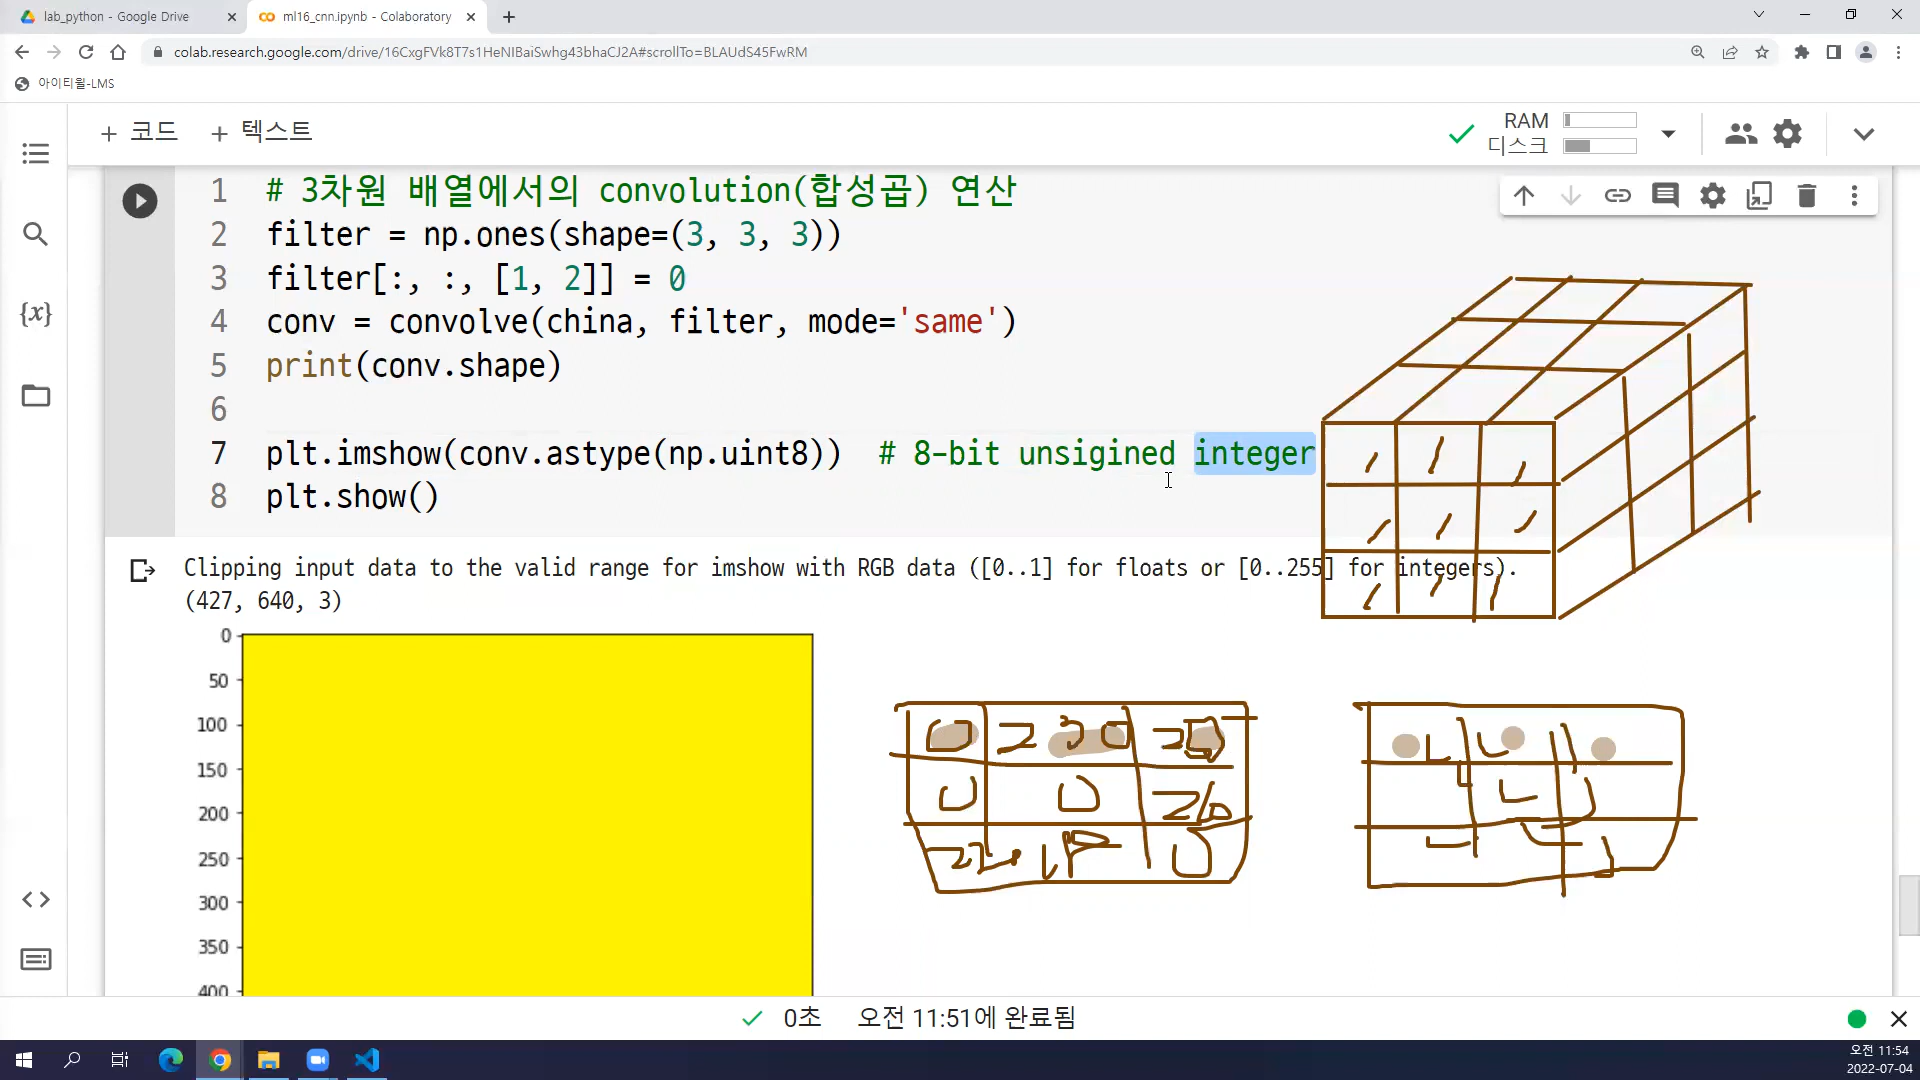 lab_python - Google Drive
ml16_cnn.ipynb - Colaboratory
colab.research.google.com/drive/16CxgFVk8T7s1HeNIBaiSwhg43bhaCJ2A#scrollTo=BLAUdS45FwRM
아이티윌-LMS
+ 코드 + 텍스트
RAM
디스크
1 # 3차원 배열에서의 convolution(합성곱) 연산
2 filter = np.ones(shape=(3, 3, 3))
3 filter[:, :, [1, 2]] = 0
4 conv = convolve(china, filter, mode='same')
5 print(conv.shape)
6
7 plt.imshow(conv.astype(np.uint8)) # 8-bit unsigined integer
8 plt.show()
{x}
Clipping input data to the valid range for imshow with RGB data ([0..1] for floats or [0..255] for integers).
(427, 640, 3)
0
50
100
150
200
250
300
350
400
0초 오전 11:51에 완료됨
오전 11:54
2022-07-04